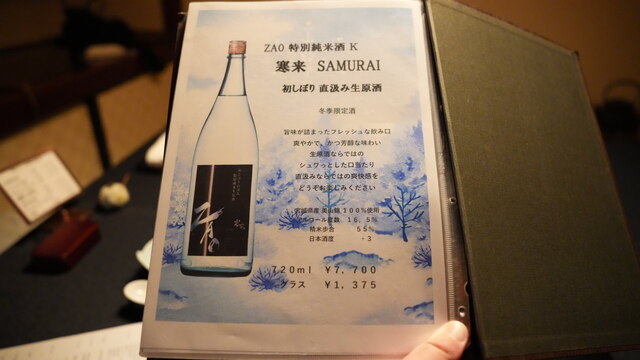 ZAO 特別純米酒 K
寒来 SAMURAI
初しぼり 直汲み生原酒
冬季限定酒
旨味が詰まったフレッシュな飲み口
爽やかで、かつ芳醇な味わい
生原酒ならではの
シュワっとした口当たり
直汲みならではの爽快感を
どうぞお楽しみください
宮城県産 美山錦 100%使用
アルコール度数 16.5%
精米歩合 55%
日本酒度 +3
720ml ¥7,700
グラス ¥1,375